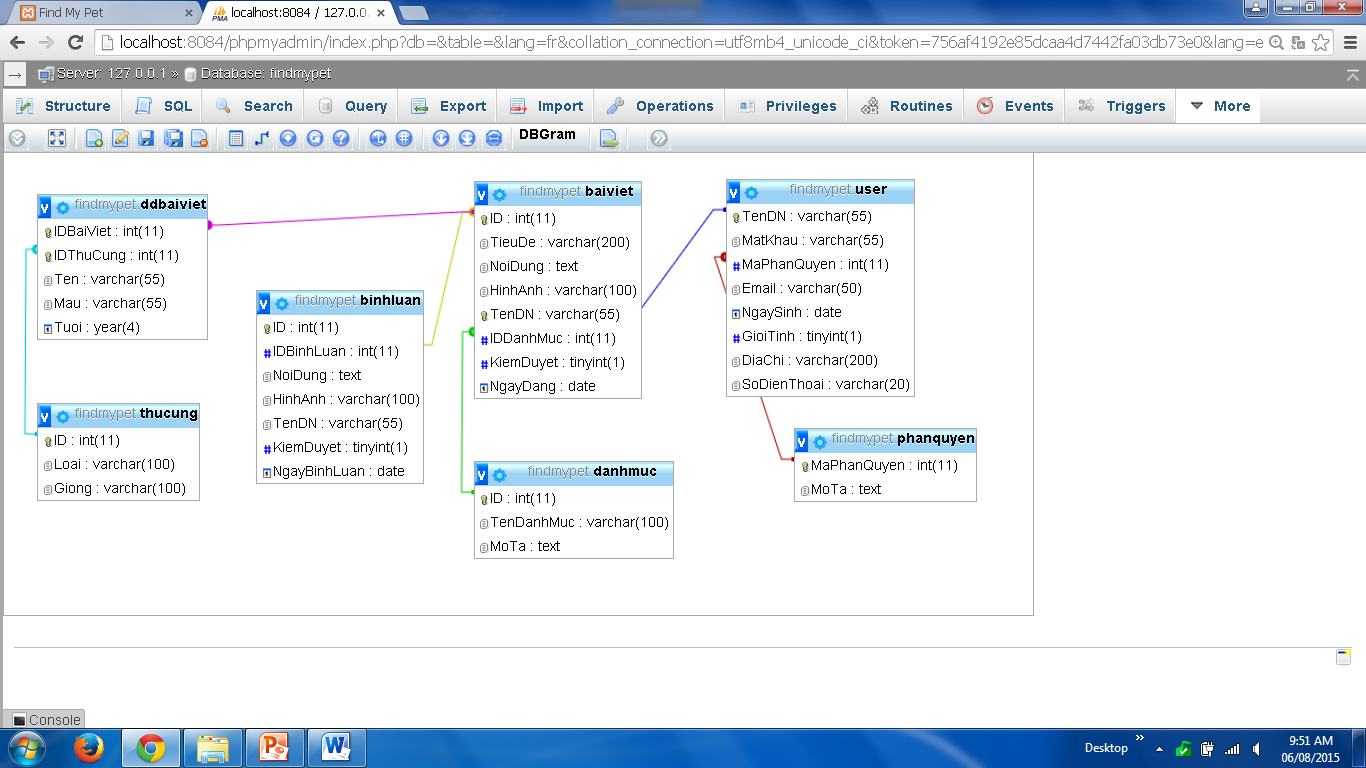 Find My Pet
localhost:8084 / 127.0.0.
localhost:8084/phpmyadmin/index.php?db=&table=&lang=fr&collation_connection=utf8mb4_unicode_ci&token=756af4192e85dcaa4d7442fa03db73e0&lang=e
Server: 127.0.0.1 » Database: findmypet
Structure SQL Search Query Export Import Operations Privileges Routines Events Triggers More
DBGram
findmypet ddbaiviet
IDBaiViet : int(11)
IDThuCung : int(11)
Ten : varchar(55)
Mau : varchar(55)
Tuoi : year(4)
findmypet thucung
ID : int(11)
Loai : varchar(100)
Giong : varchar(100)
findmypet binhluan
ID : int(11)
IDBinhLuan : int(11)
NoiDung : text
HinhAnh : varchar(100)
TenDN : varchar(55)
KiemDuyet : tinyint(1)
NgayBinhLuan : date
findmypet baiviet
ID : int(11)
TieuDe : varchar(200)
NoiDung : text
HinhAnh : varchar(100)
TenDN : varchar(55)
IDDanhMuc : int(11)
KiemDuyet : tinyint(1)
NgayDang : date
findmypet danhmuc
ID : int(11)
TenDanhMuc : varchar(100)
MoTa : text
findmypet user
TenDN : varchar(55)
MatKhau : varchar(55)
MaPhanQuyen : int(11)
Email : varchar(50)
NgaySinh : date
GioiTinh : tinyint(1)
DiaChi : varchar(200)
SoDienThoai : varchar(20)
findmypet phanquyen
MaPhanQuyen : int(11)
MoTa : text
Console
Desktop
9:51 AM
06/08/2015